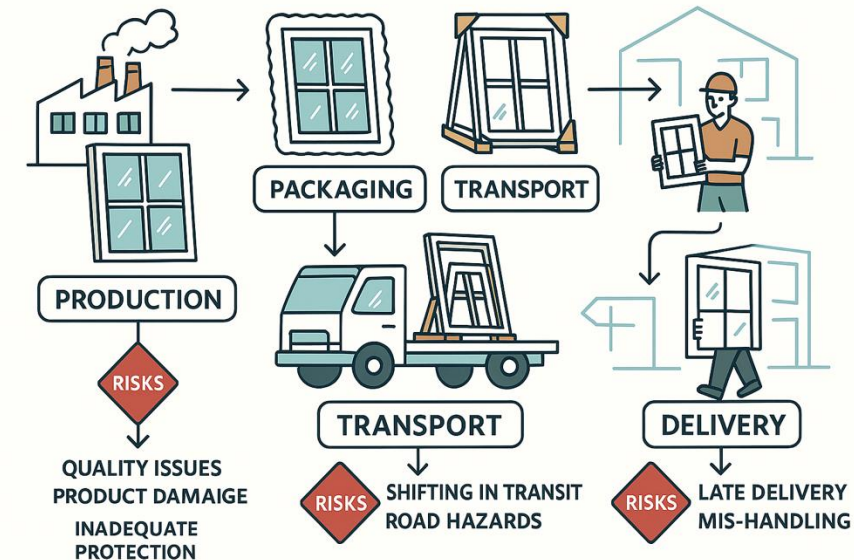 PACKAGING
TRANSPORT
PRODUCTION
RISKS
QUALITY ISSUES
PRODUCT DAMAIGE
INADEQUATE
PROTECTION
TRANSPORT
RISKS
SHIFTING IN TRANSIT
ROAD HAZARDS
DELIVERY
RISKS
LATE DELIVERY
MIS-HANDLING